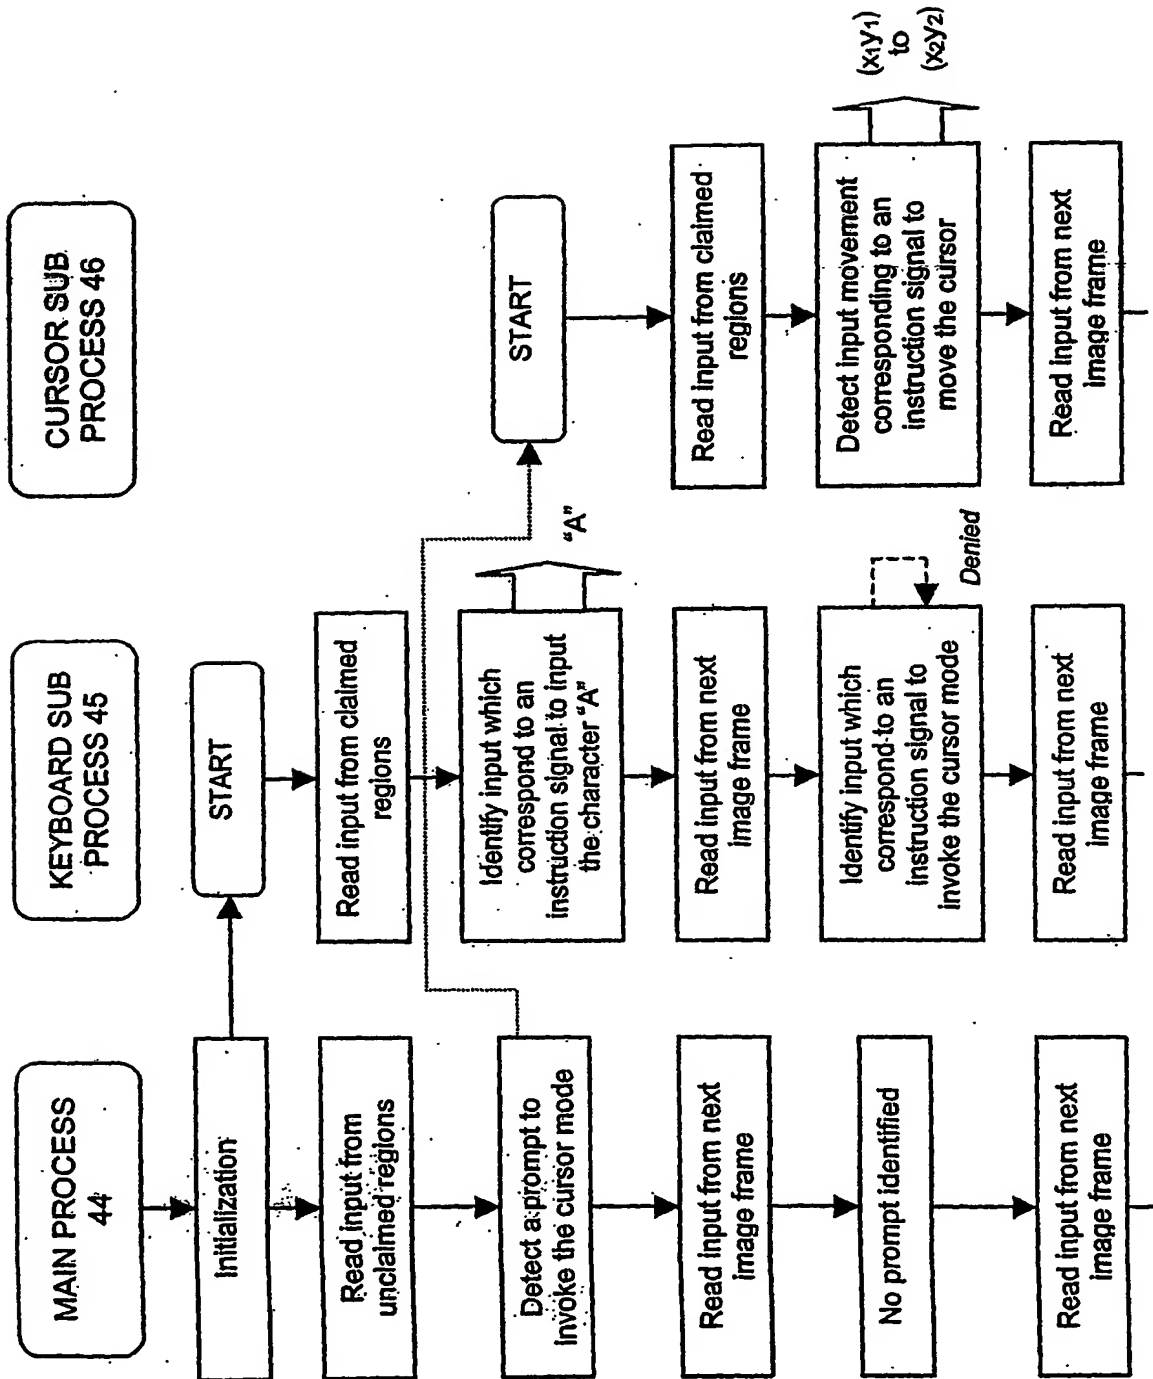 MAIN PROCESS
44
Initialization
Read input from
unclaimed regions
Detect a prompt to
invoke the cursor mode
Read input from next
image frame
No prompt identified
Read input from next
image frame
KEYBOARD SUB
PROCESS 45
START
Read input from claimed
regions
Identify input which
correspond to an
instruction signal to input
the character “A”
“A”
Read input from next
image frame
Identify input which
correspond to an
instruction signal to
invoke the cursor mode
Denied
Read input from next
image frame
CURSOR SUB
PROCESS 46
START
Read input from claimed
regions
Detect input movement
corresponding to an
instruction signal to
move the cursor
(x1y1)
to
(x2y2)
Read input from next
image frame